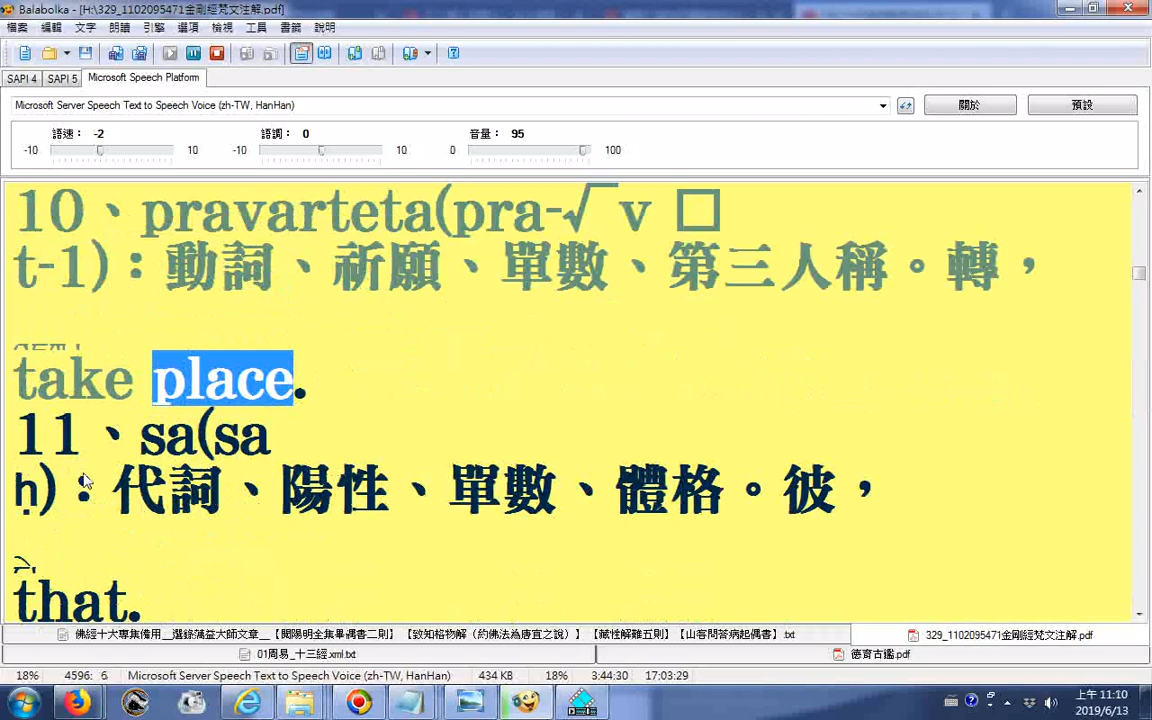 Balabolka - [H:\329_1102095471金剛經梵文注解.pdf]
檔案 編輯 文字 朗讀 引擎 選項 檢視 工具 書籤 說明
SAPI 4 SAPI 5 Microsoft Speech Platform
Microsoft Server Speech Text to Speech Voice (zh-TW, HanHan) 關於 預設
語速： -2 語調： 0 音量： 95
-10 10 -10 10 0 100
10、pravarteta(pra-√ v □
t-1)：動詞、祈願、單數、第三人稱。轉，
take place.
11、sa(sa
ḥ)：代詞、陽性、單數、體格。彼，
that.
佛經十大專集備用__選錄蕅益大師文章__【閱陽明全集畢偶書二則】【致知格物解（約佛法為唐宜之說）】【藏性解難五則】【山客問答病起偶書】.txt 329_1102095471金剛經梵文注解.pdf
01周易_十三經.xml.txt 德育古鑑.pdf
18% 4596: 6 Microsoft Server Speech Text to Speech Voice (zh-TW, HanHan) 434 KB 18% 3:44:30 17:03:29
上午 11:10
2019/6/13